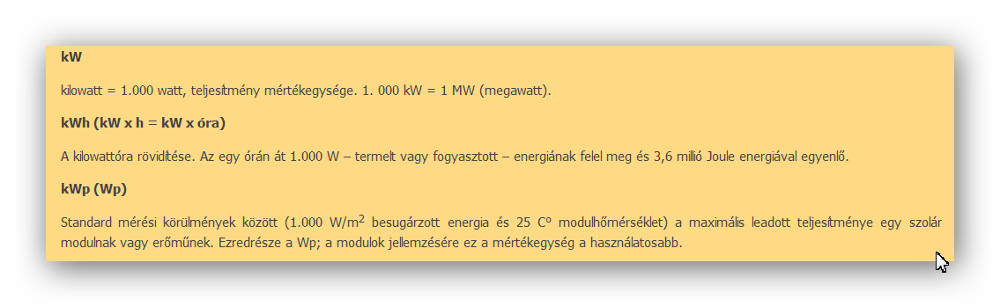 kW
kilowatt = 1.000 watt, teljesítmény mértékegysége. 1. 000 kW = 1 MW (megawatt).
kWh (kW x h = kW x óra)
A kilowattóra rövidítése. Az egy órán át 1.000 W – termelt vagy fogyasztott – energiának felel meg és 3,6 millió Joule energiával egyenlő.
kWp (Wp)
Standard mérési körülmények között (1.000 W/m² besugárzott energia és 25 Cº modulhőmérséklet) a maximális leadott teljesítménye egy szolár
modulnak vagy erőműnek. Ezredrésze a Wp; a modulok jellemzésére ez a mértékegység a használatosabb.